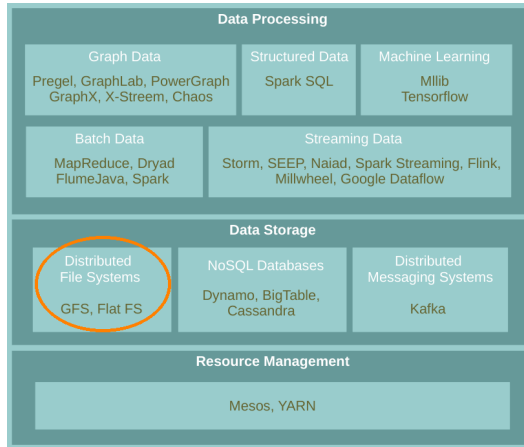 Data Processing
Graph Data
Pregel, GraphLab, PowerGraph
GraphX, X-Streem, Chaos
Structured Data
Spark SQL
Machine Learning
Mllib
Tensorflow
Batch Data
MapReduce, Dryad
FlumeJava, Spark
Streaming Data
Storm, SEEP, Naiad, Spark Streaming, Flink,
Millwheel, Google Dataflow
Data Storage
Distributed
File Systems
GFS, Flat FS
NoSQL Databases
Dynamo, BigTable,
Cassandra
Distributed
Messaging Systems
Kafka
Resource Management
Mesos, YARN